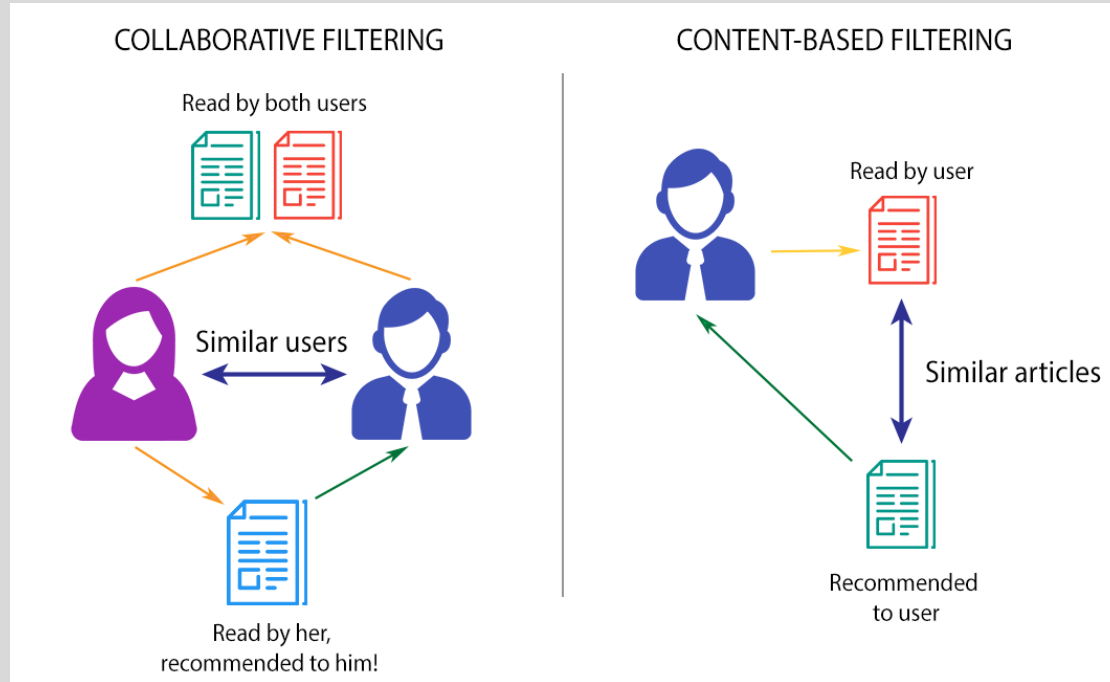 COLLABORATIVE FILTERING
Read by both users
Similar users
Read by her,
recommended to him!
CONTENT-BASED FILTERING
Read by user
Similar articles
Recommended
to user